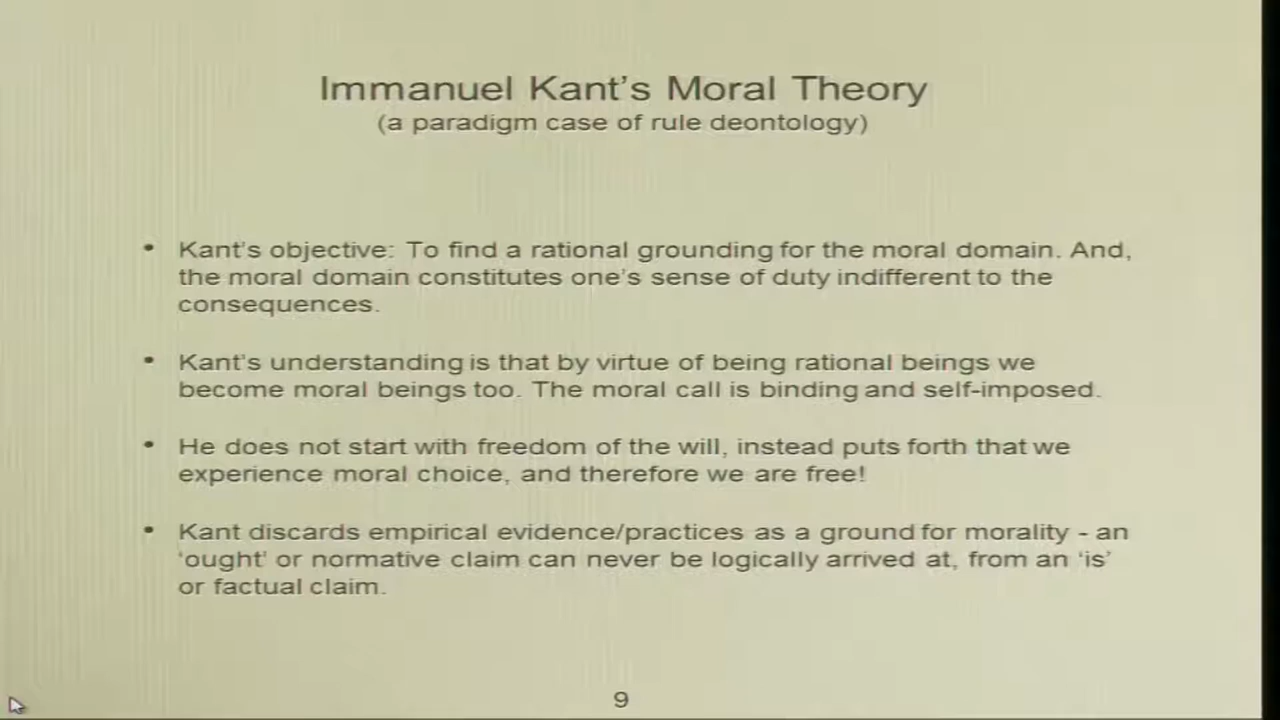 Immanuel Kant's Moral Theory
(a paradigm case of rule deontology)
• Kant's objective: To find a rational grounding for the moral domain. And,
the moral domain constitutes one's sense of duty indifferent to the
consequences.
• Kant's understanding is that by virtue of being rational beings we
become moral beings too. The moral call is binding and self-imposed.
• He does not start with freedom of the will, instead puts forth that we
experience moral choice, and therefore we are free!
• Kant discards empirical evidence/practices as a ground for morality - an
'ought' or normative claim can never be logically arrived at, from an 'is'
or factual claim.
9